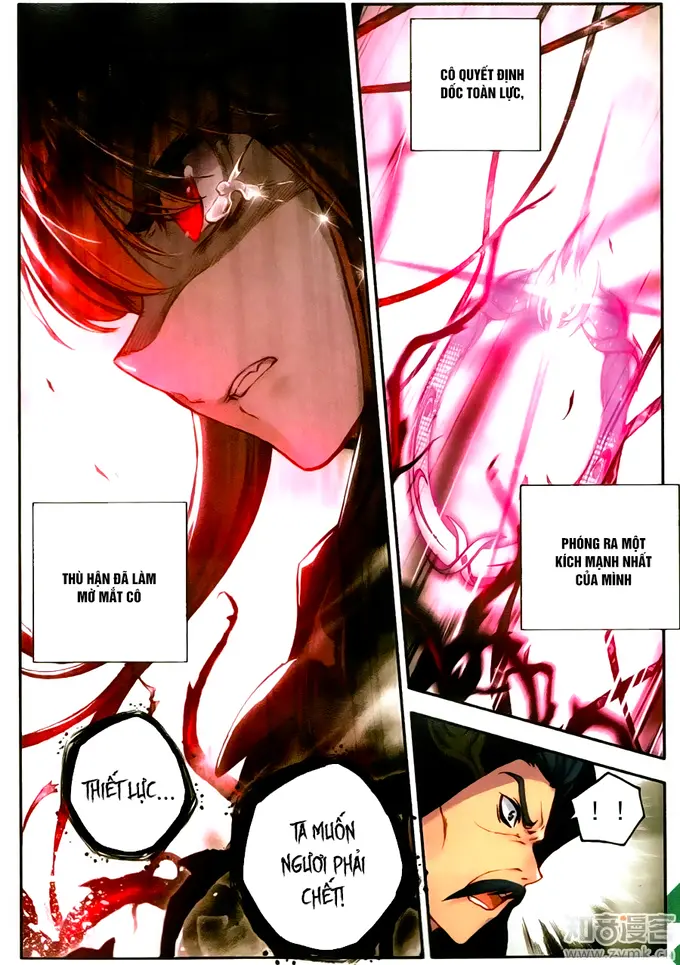 THÙ HẬN ĐÃ LÀM
MỜ MẮT CÔ
THIẾT LỰC...
TA MUỐN
NGƯƠI PHẢI
CHẾT!
CÔ QUYẾT ĐỊNH
DỐC TOÀN LỰC,
PHÓNG RA MỘT
KÍCH MẠNH NHẤT
CỦA MÌNH
! !
知音漫客
www.zymk.cn